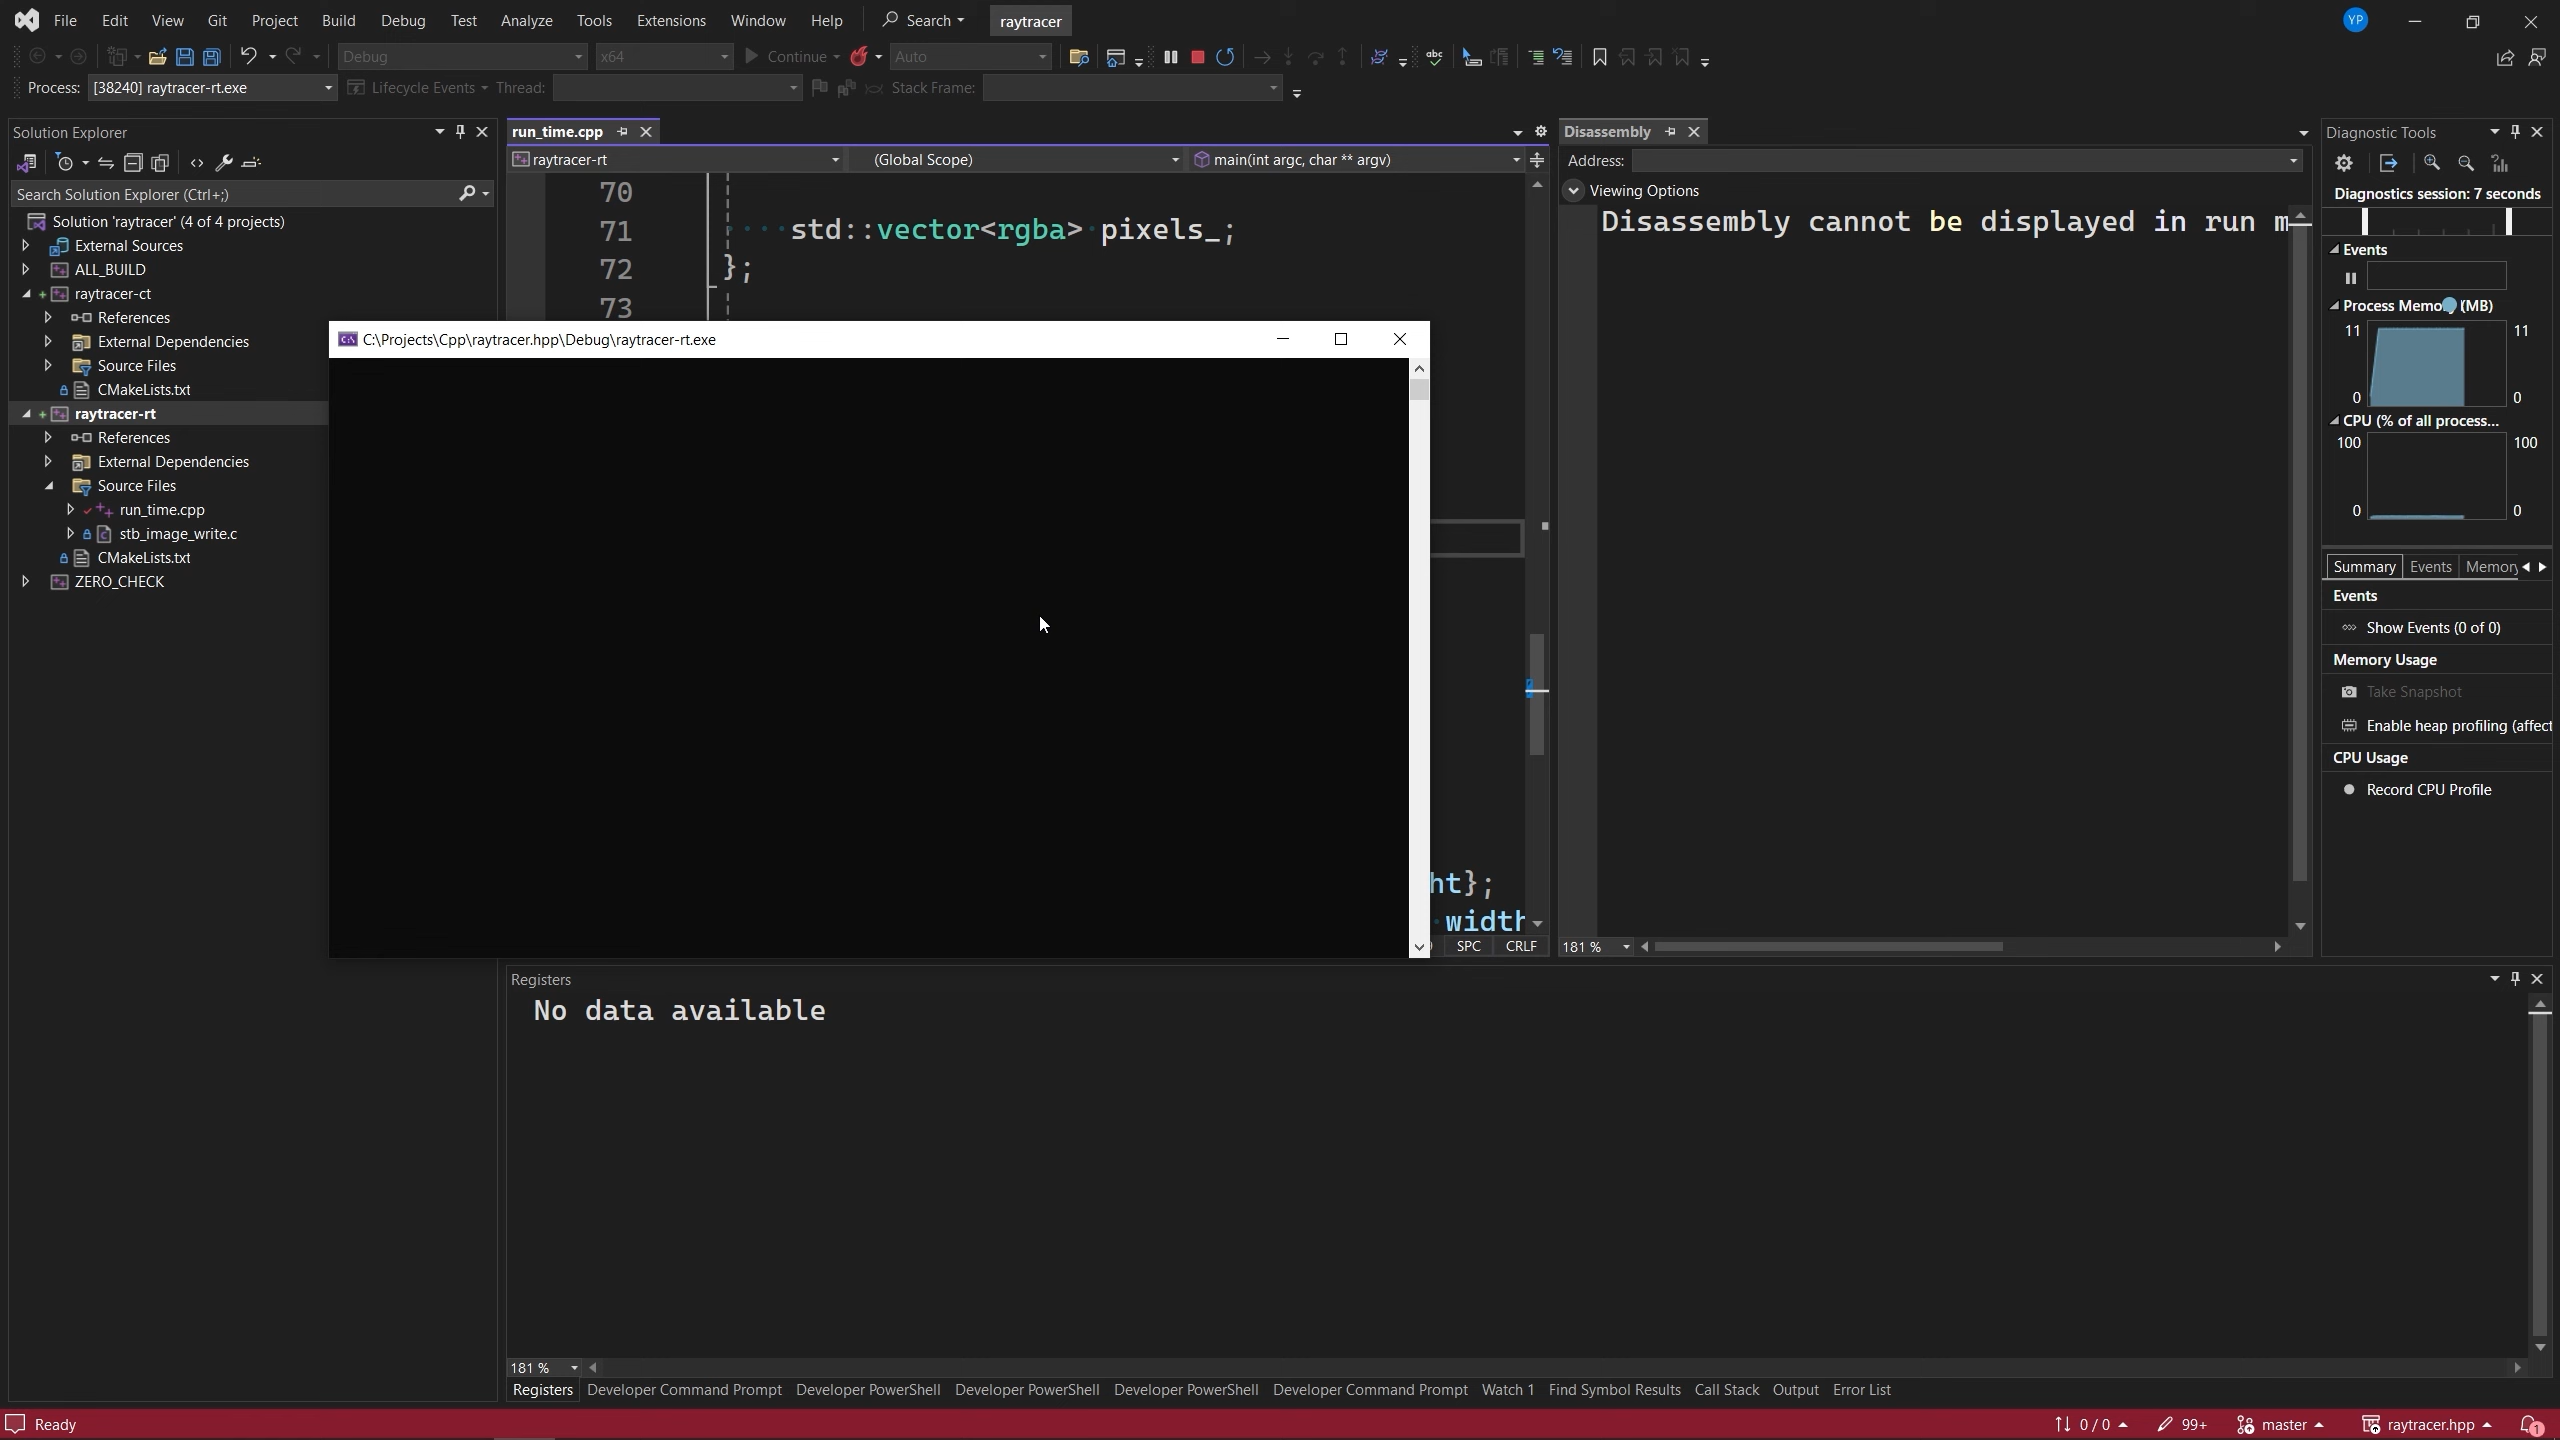 File Edit View Git Project Build Debug Test Analyze Tools Extensions Window Help Search raytracer YP
Debug x64 Continue Auto
Process: [38240] raytracer-rt.exe Lifecycle Events Thread: Stack Frame:
Solution Explorer
Search Solution Explorer (Ctrl+;)
Solution 'raytracer' (4 of 4 projects)
External Sources
ALL_BUILD
raytracer-ct
References
External Dependencies
Source Files
CMakeLists.txt
raytracer-rt
References
External Dependencies
Source Files
run_time.cpp
stb_image_write.c
CMakeLists.txt
ZERO_CHECK
run_time.cpp
raytracer-rt (Global Scope) main(int argc, char ** argv)
70
71 std::vector<rgba> pixels_;
72 };
73
C:\Projects\Cpp\raytracer.hpp\Debug\raytracer-rt.exe
ht};
width
SPC CRLF
Disassembly
Address:
Viewing Options
Disassembly cannot be displayed in run m
181 %
Diagnostic Tools
Diagnostics session: 7 seconds
Events
Process Memory (MB)
11 11
0 0
CPU (% of all process...
100 100
0 0
Summary Events Memory
Events
Show Events (0 of 0)
Memory Usage
Take Snapshot
Enable heap profiling (affect
CPU Usage
Record CPU Profile
Registers
No data available
181 %
Registers Developer Command Prompt Developer PowerShell Developer PowerShell Developer PowerShell Developer Command Prompt Watch 1 Find Symbol Results Call Stack Output Error List
Ready 0 / 0 99+ master raytracer.hpp 1